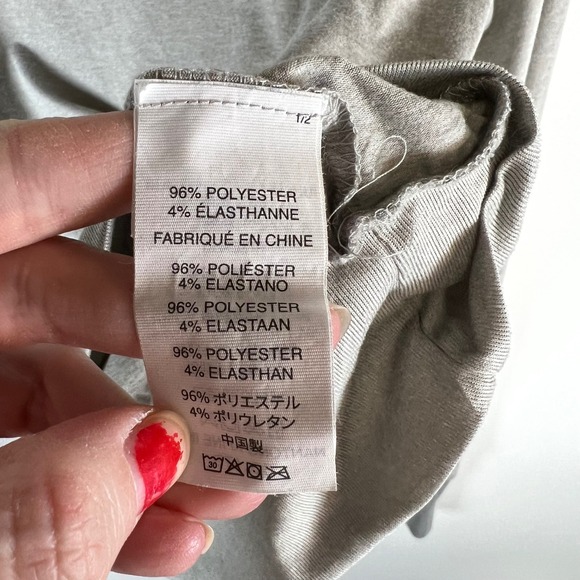 1/2
96% POLYESTER
4% ÉLASTHANNE
FABRIQUÉ EN CHINE
96% POLIÉSTER
4% ELASTANO
96% POLYESTER
4% ELASTAAN
96% POLYESTER
4% ELASTHAN
96% ポリエステル
4% ポリウレタン
中国製
30